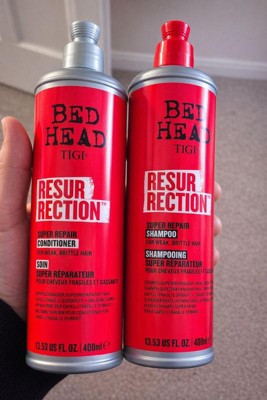 BED
HEAD
TIGI
RESUR
RECTION™
SUPER REPAIR
CONDITIONER
FOR WEAK, BRITTLE HAIR
SOIN
SUPER RÉPARATEUR
POUR CHEVEUX FRAGILES ET CASSANTS
13.53 US FL. OZ | 400ml e
BED
HEAD
TIGI
RESUR
RECTION™
SUPER REPAIR
SHAMPOO
FOR WEAK, BRITTLE HAIR
SHAMPOOING
SUPER RÉPARATEUR
POUR CHEVEUX FRAGILES ET CASSANTS
13.53 US FL. OZ | 400ml e